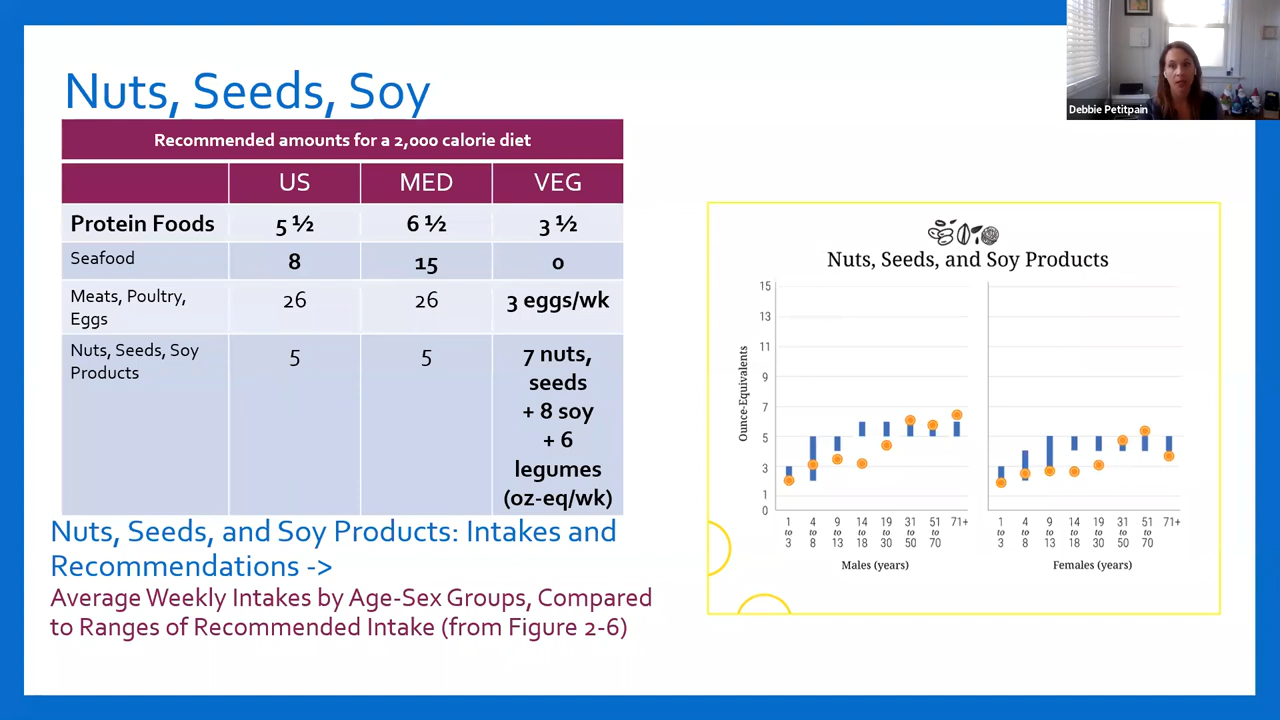 Nuts, Seeds, Soy
Debbie Petitpain
Recommended amounts for a 2,000 calorie diet
US MED VEG
Protein Foods 5 ½ 6 ½ 3 ½
Seafood 8 15 0
Meats, Poultry,
Eggs 26 26 3 eggs/wk
Nuts, Seeds, Soy
Products 5 5 7 nuts,
seeds
+ 8 soy
+ 6
legumes
(oz-eq/wk)
Nuts, Seeds, and Soy Products: Intakes and
Recommendations ->
Average Weekly Intakes by Age-Sex Groups, Compared
to Ranges of Recommended Intake (from Figure 2-6)
Nuts, Seeds, and Soy Products
Ounce-Equivalents
15
13
11
9
7
5
3
1
0
1 4 9 14 19 31 51 71+
to to to to to to to
3 8 13 18 30 50 70
Males (years)
1 4 9 14 19 31 51 71+
to to to to to to to
3 8 13 18 30 50 70
Females (years)